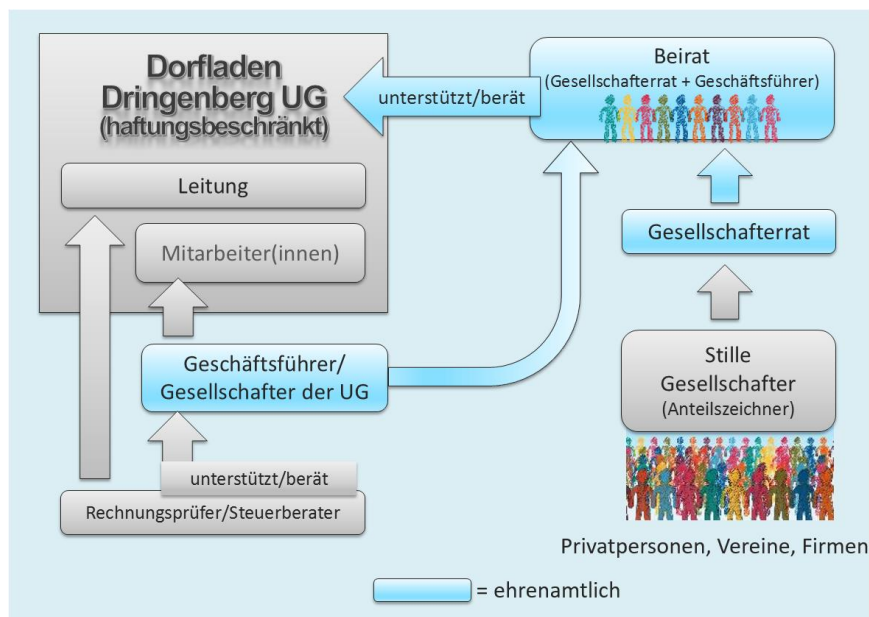 Dorfladen
Dringenberg UG
(haftungsbeschränkt)
Leitung
Mitarbeiter(innen)
Geschäftsführer/
Gesellschafter der UG
unterstützt/berät
Rechnungsprüfer/Steuerberater
unterstützt/berät
Beirat
(Gesellschafterrat + Geschäftsführer)
Gesellschafterrat
Stille
Gesellschafter
(Anteilszeichner)
Privatpersonen, Vereine, Firmen
= ehrenamtlich